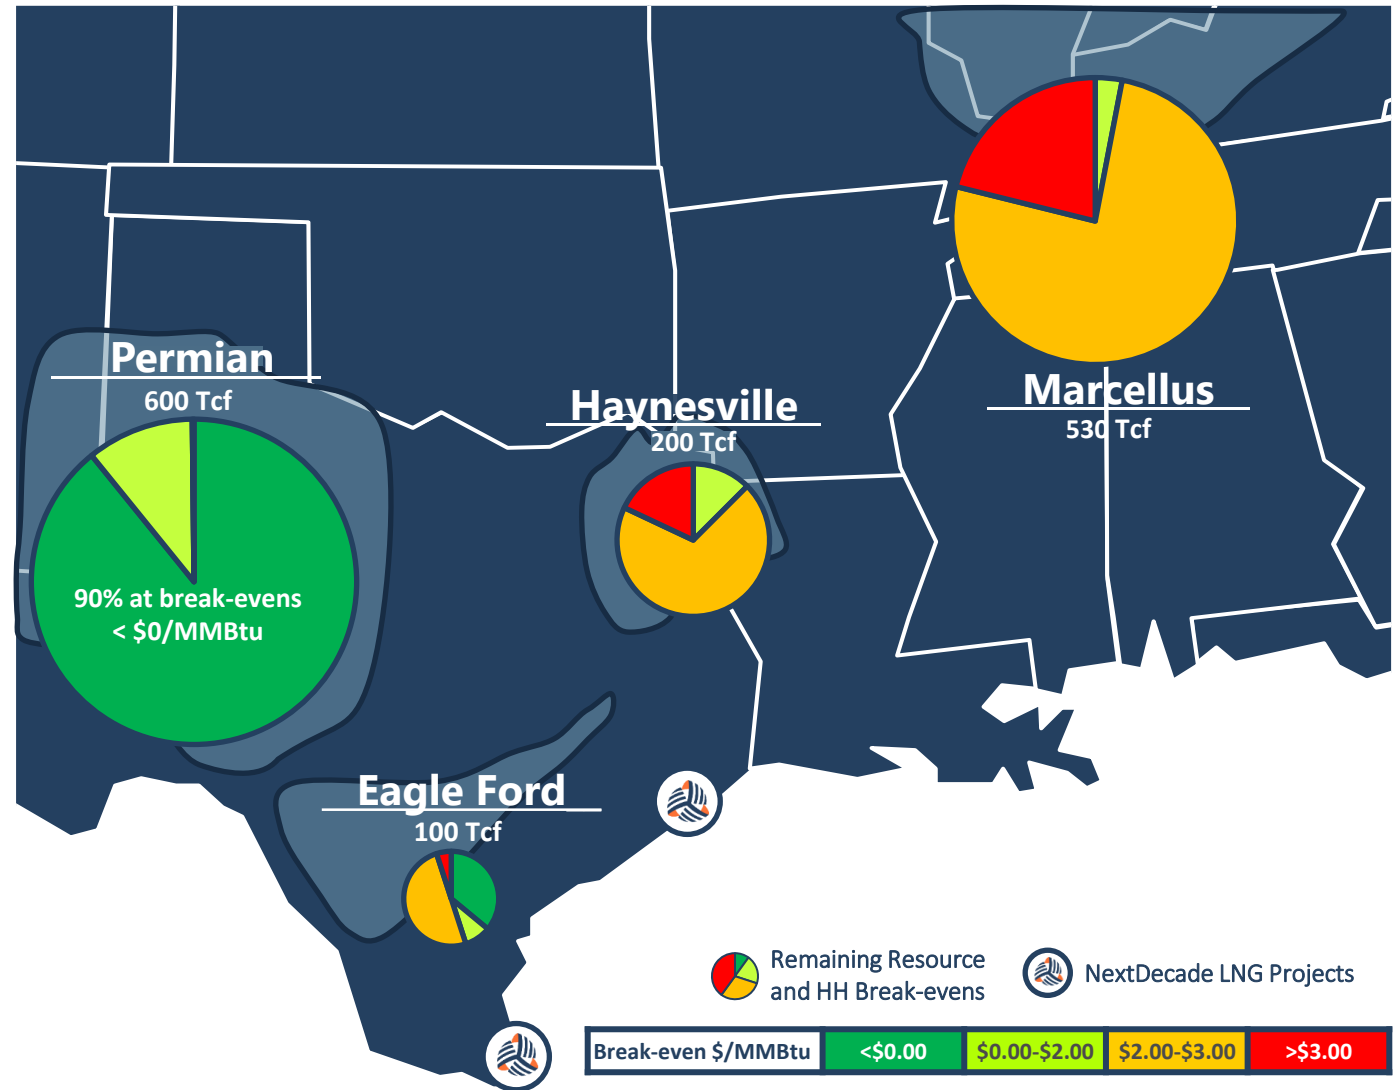 Permian
600 Tcf
90% at break-evens
< $0/MMBtu
Haynesville
200 Tcf
Marcellus
530 Tcf
Eagle Ford
100 Tcf
Remaining Resource
and HH Break-evens
NextDecade LNG Projects
Break-even $/MMBtu <$0.00 $0.00-$2.00 $2.00-$3.00 >$3.00